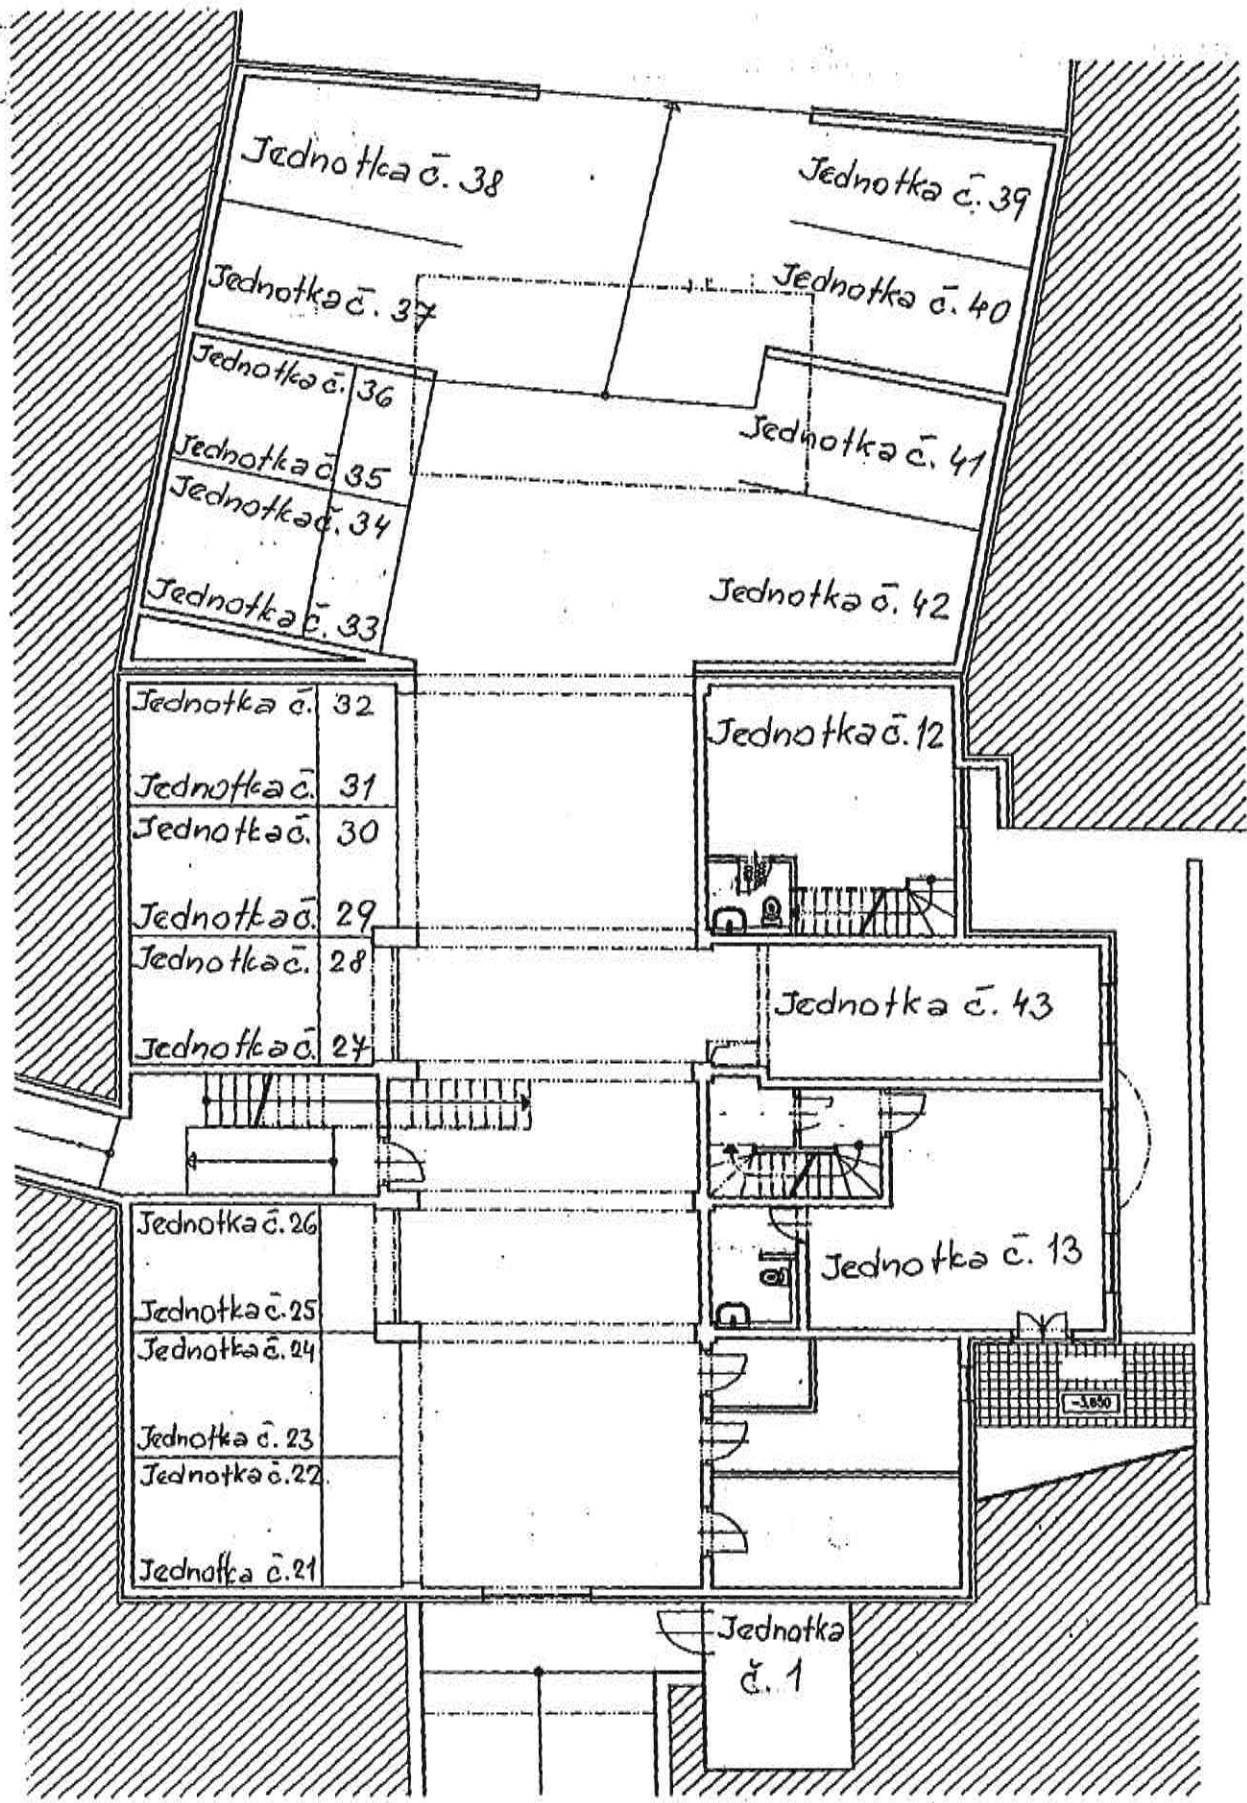 Jednotka č. 38
Jednotka č. 39
Jednotka č. 37
Jednotka č. 40
Jednotka č. 36
Jednotka č. 41
Jednotka č. 35
Jednotka č. 34
Jednotka č. 42
Jednotka č. 33
Jednotka č. 32
Jednotka č. 12
Jednotka č. 31
Jednotka č. 30
Jednotka č. 29
Jednotka č. 28
Jednotka č. 43
Jednotka č. 27
Jednotka č. 26
Jednotka č. 13
Jednotka č. 25
Jednotka č. 24
-3,650
Jednotka č. 23
Jednotka č. 22
Jednotka č. 21
Jednotka
č. 1